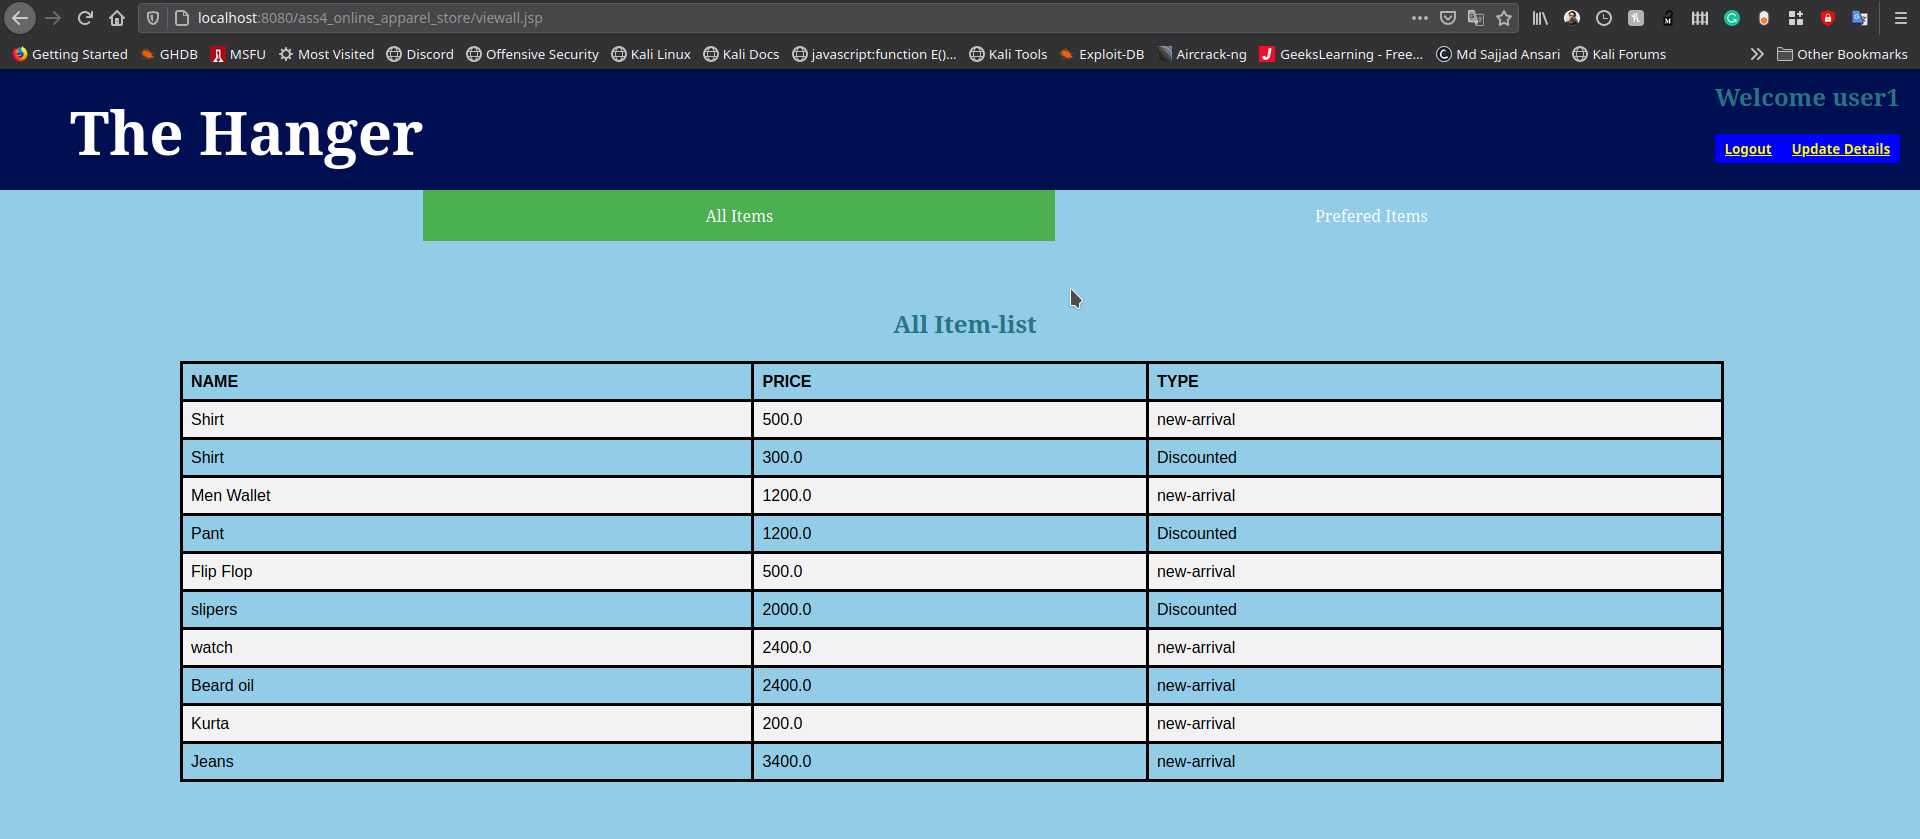 localhost:8080/ass4_online_apparel_store/viewall.jsp
Getting Started GHDB MSFU Most Visited Discord Offensive Security Kali Linux Kali Docs javascript:function E()... Kali Tools Exploit-DB Aircrack-ng GeeksLearning - Free... Md Sajjad Ansari Kali Forums Other Bookmarks
The Hanger
Welcome user1
Logout Update Details
All Items Prefered Items
All Item-list
NAME PRICE TYPE
Shirt 500.0 new-arrival
Shirt 300.0 Discounted
Men Wallet 1200.0 new-arrival
Pant 1200.0 Discounted
Flip Flop 500.0 new-arrival
slipers 2000.0 Discounted
watch 2400.0 new-arrival
Beard oil 2400.0 new-arrival
Kurta 200.0 new-arrival
Jeans 3400.0 new-arrival